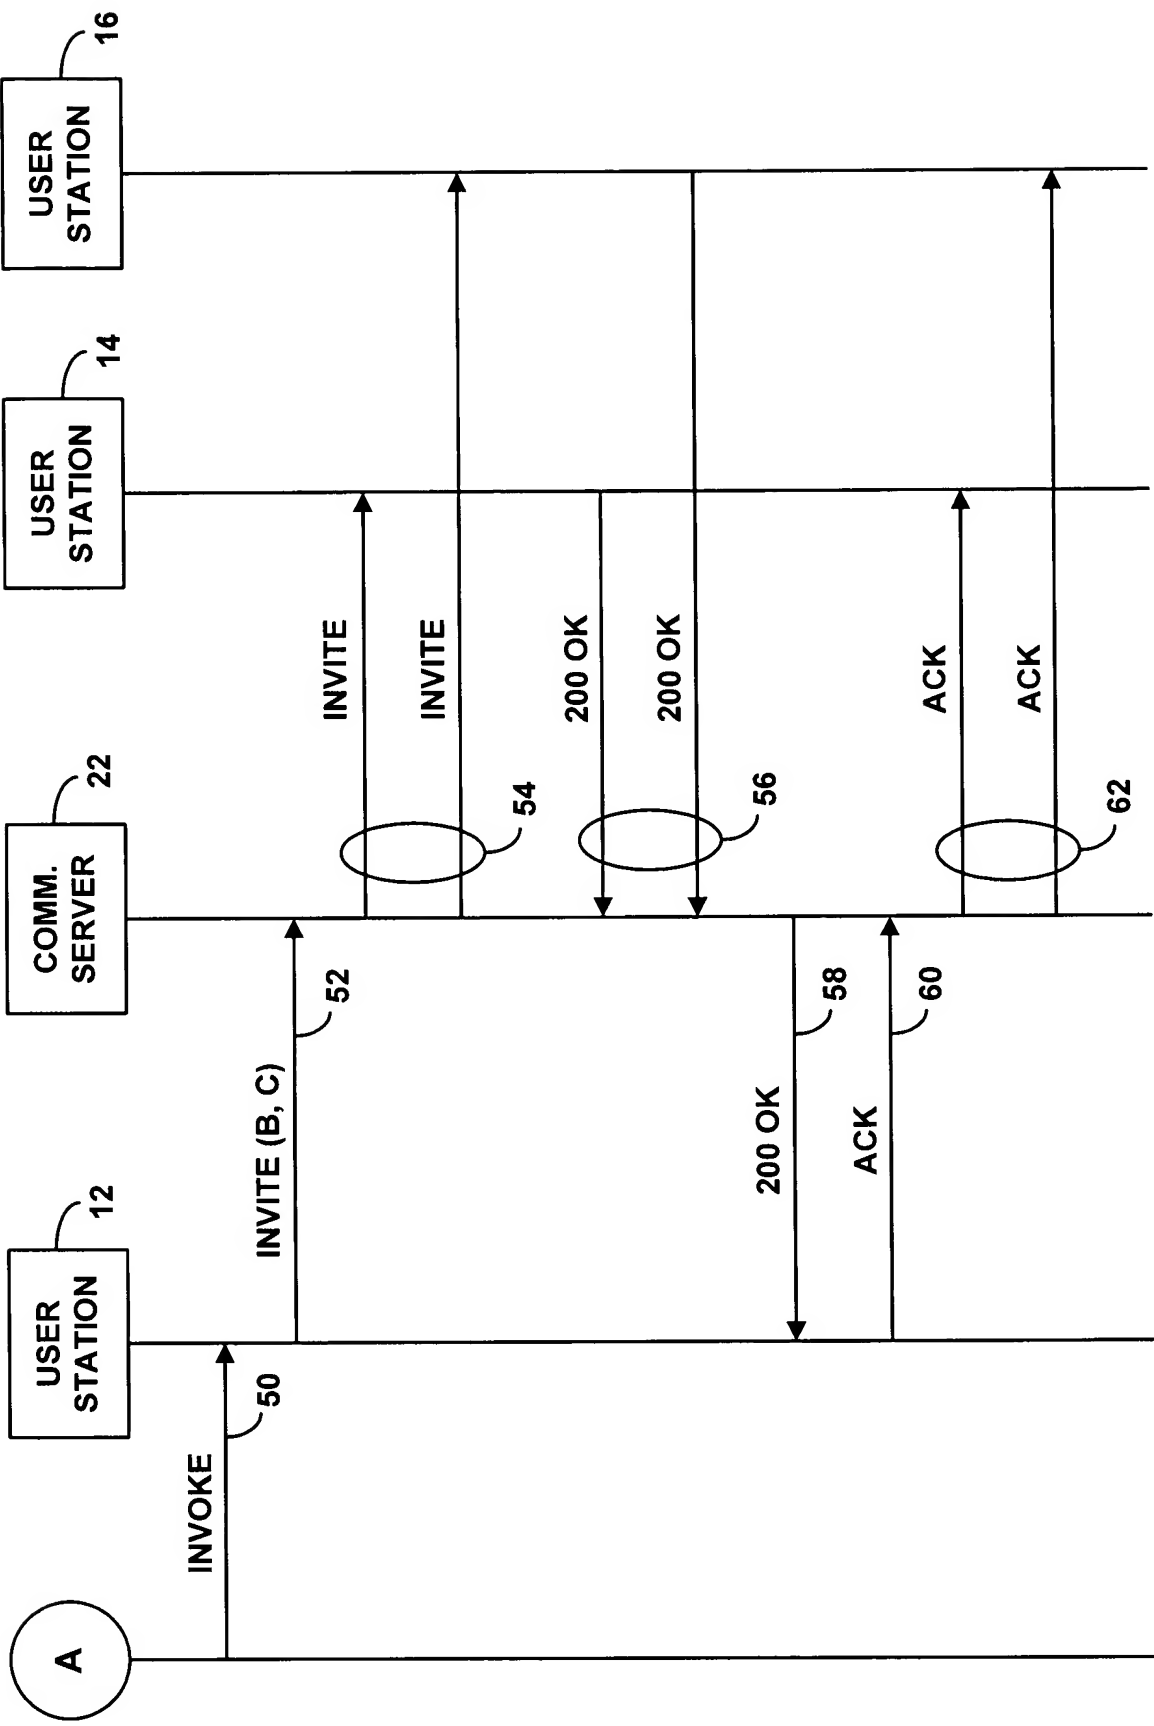 A
USER
STATION
12
COMM.
SERVER
22
USER
STATION
14
USER
STATION
16
INVOKE
50
INVITE (B, C)
52
INVITE
INVITE
54
200 OK
200 OK
56
200 OK
58
ACK
60
ACK
ACK
62